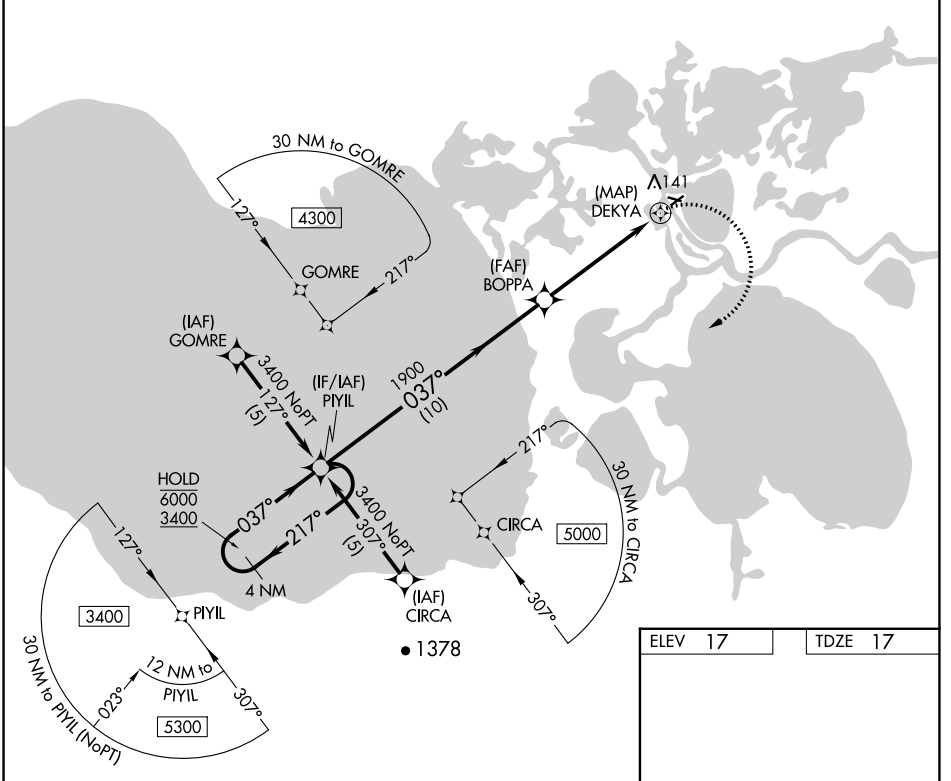 30 NM to GOMRE
127°
4300
GOMRE
217°
141
(MAP)
DEKYA
(FAF)
BOPPA
(IAF)
GOMRE
3400 NoPT
127°
(5)
(IF/IAF)
PIYIL
1900
037°
(10)
HOLD
6000
3400
037°
217°
4 NM
3400 NoPT
307°
(5)
(IAF)
CIRCA
1378
217°
30 NM to CIRCA
CIRCA
5000
307°
127°
3400
PIYIL
12 NM to
PIYIL
023°
307°
5300
30 NM to PIYIL (NoPT)
ELEV 17
TDZE 17